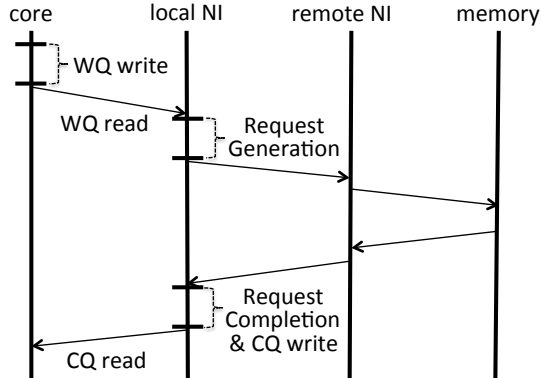 core local NI remote NI memory
WQ write
WQ read
Request
Generation
Request
Completion
& CQ write
CQ read